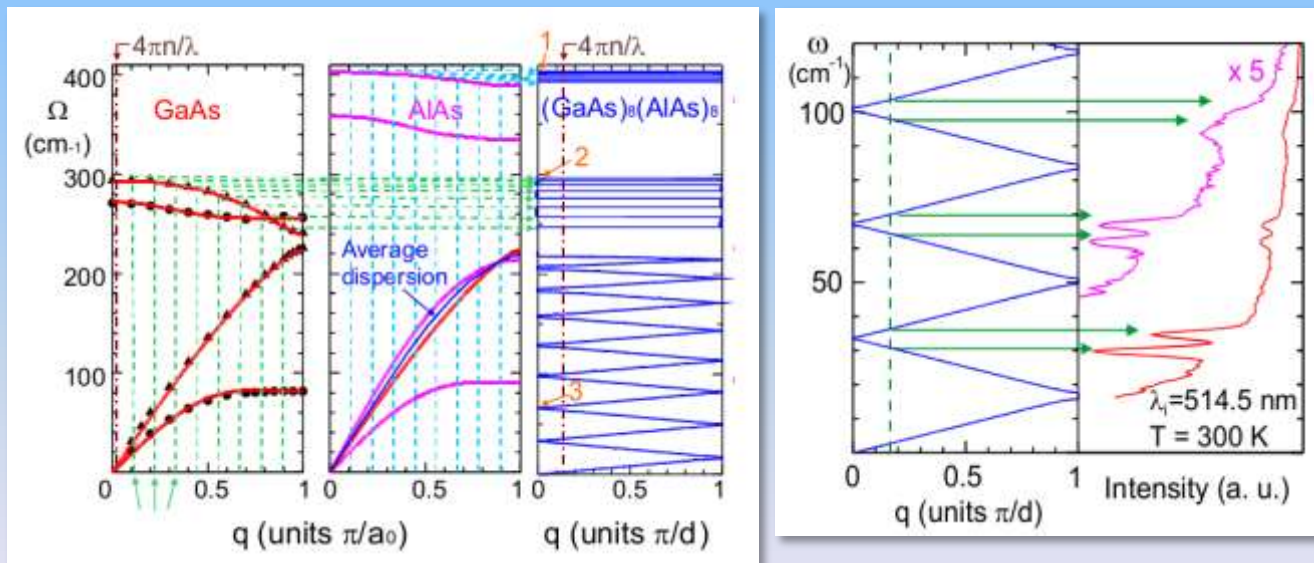 4πn/λ
1
4πn/λ
400
Ω
(cm-1)
GaAs
AlAs
(GaAs)8(AlAs)8
300
2
200
Average
dispersion
100
3
0
0 0.5 1
0 0.5 1
0 0.5 1
q (units π/a0)
q (units π/d)
ω
(cm-1)
100
50
x 5
λi=514.5 nm
T = 300 K
0 0.5 1
q (units π/d)
Intensity (a. u.)